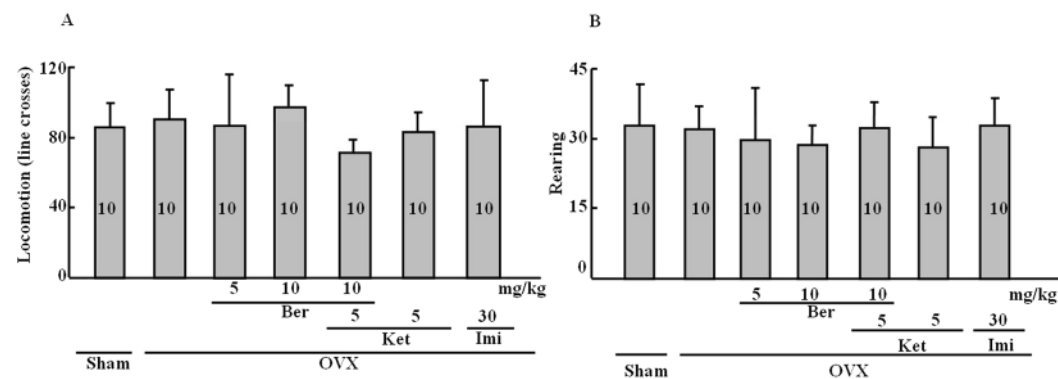 A
Locomotion (line crosses)
120
80
40
0
10 10 10 10 10 10 10
5 10 10 mg/kg
Ber
5 5 30
Ket Imi
Sham OVX
B
Rearing
45
30
15
0
10 10 10 10 10 10 10
5 10 10 mg/kg
Ber
5 5 30
Ket Imi
Sham OVX